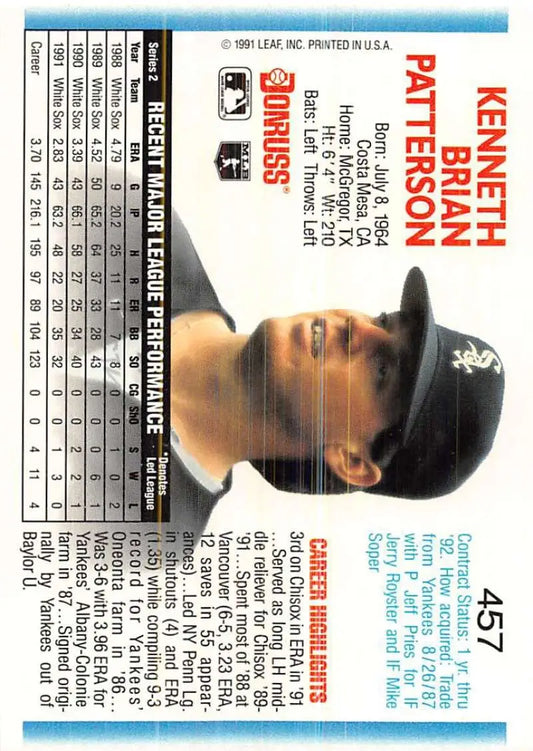 457
KENNETH
BRIAN
PATTERSON
Born: July 8, 1964
Costa Mesa, CA
Home: McGregor, TX
Ht: 6' 4" Wt: 210
Bats: Left Throws: Left
DONRUSS®
MLBPA
© 1991 LEAF, INC. PRINTED IN U.S.A.
Contract Status: 1 yr. thru
'92. How acquired: Trade
from Yankees 8/26/87
with P Jeff Pries for IF
Jerry Royster and IF Mike
Soper
CAREER HIGHLIGHTS
3rd on Chisox in ERA in '91
...Served as long LH mid-
dle reliever for Chisox '89-
'91...Spent most of '88 at
Vancouver (6-5, 3.23 ERA,
12 saves in 55 appear-
ances)...Led NY Penn Lg.
in shutouts (4) and ERA
(1.35) while compiling 9-3
record for Yankees'
Oneonta farm in '86...
Was 3-6 with 3.96 ERA for
Yankees' Albany-Colonie
farm in '87...Signed origi-
nally by Yankees out of
Baylor U.
Series 2 RECENT MAJOR LEAGUE PERFORMANCE *Denotes Led League
Year Team ERA G IP H R ER BB SO CG ShO S W L
1988 White Sox 4.79 9 20.2 25 11 11 7 8 0 0 1 0 2
1989 White Sox 4.52 50 65.2 64 37 33 28 43 0 0 0 6 1
1990 White Sox 3.39 43 66.1 58 27 25 34 40 0 0 2 2 1
1991 White Sox 2.83 43 63.2 48 22 20 35 32 0 0 1 3 0
Career 3.70 145 216.1 195 97 89 104 123 0 0 4 11 4